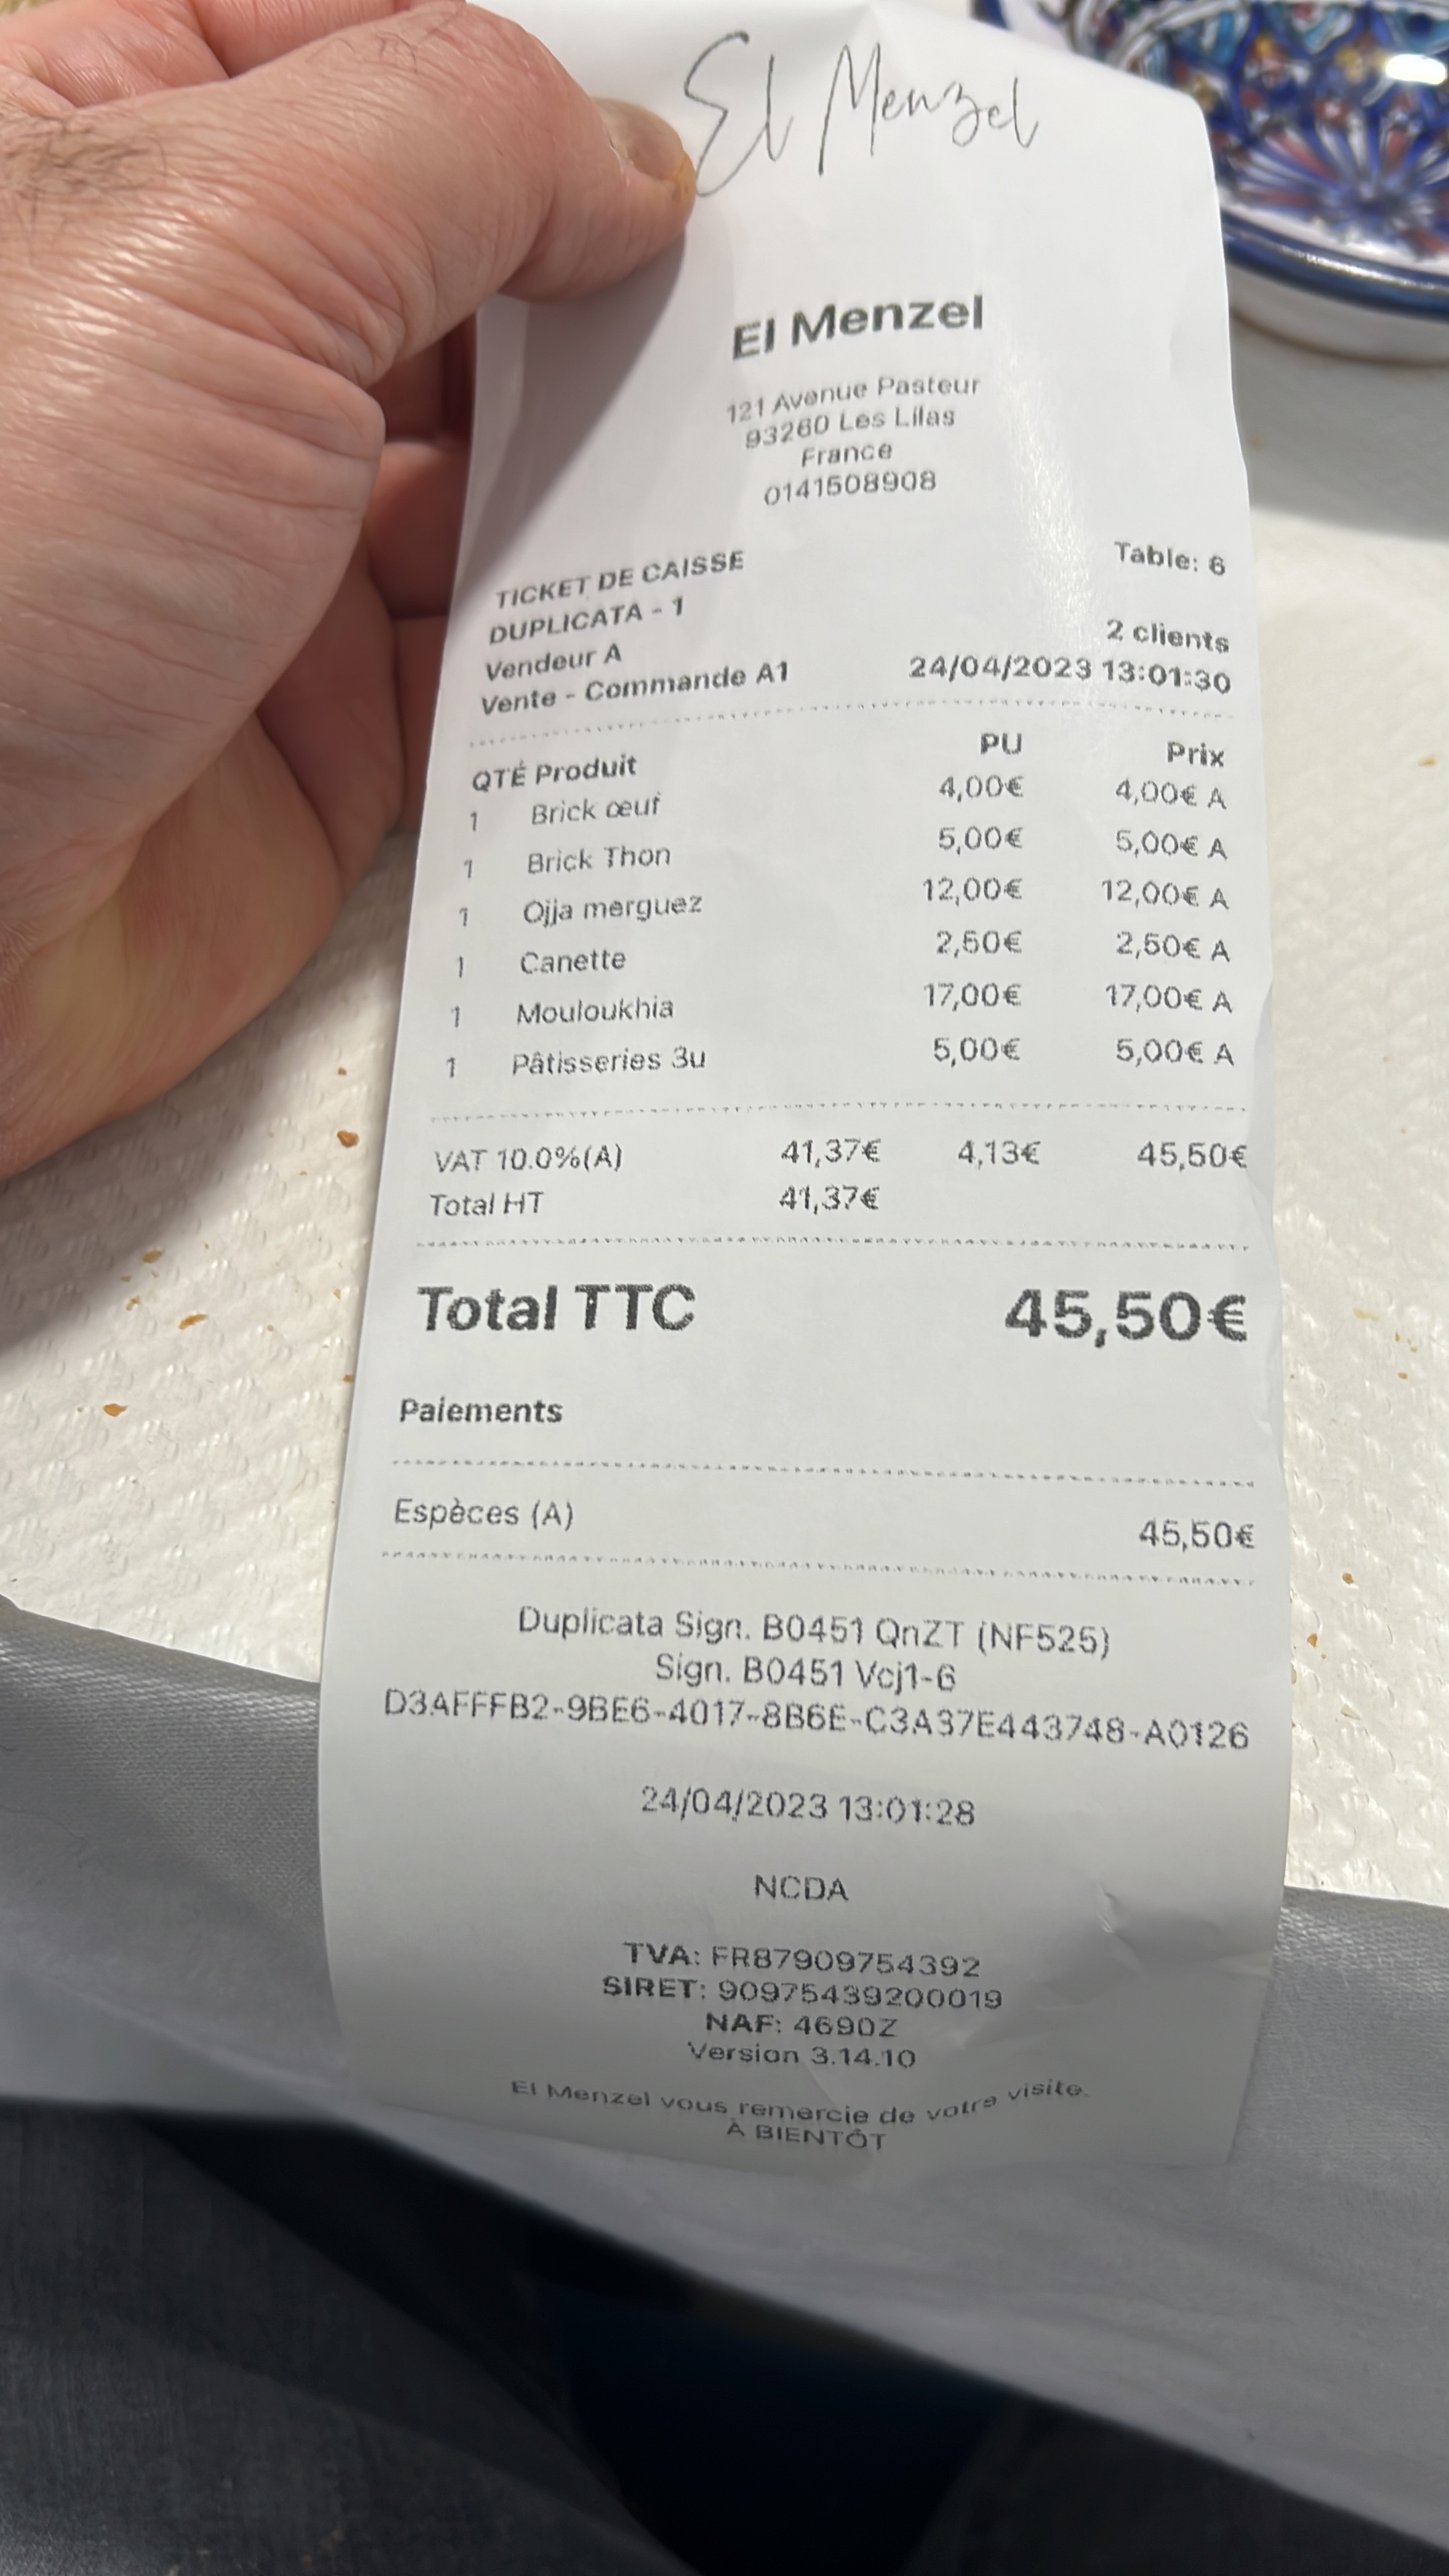 El Menzel
El Menzel
121 Avenue Pasteur
93260 Les Lilas
France
0141508908
Table: 6
TICKET DE CAISSE
DUPLICATA - 1
2 clients
Vendeur A
Vente - Commande A1 24/04/2023 13:01:30
QTÉ Produit PU Prix
1 Brick œuf 4,00€ 4,00€ A
1 Brick Thon 5,00€ 5,00€ A
1 Ojja merguez 12,00€ 12,00€ A
1 Canette 2,50€ 2,50€ A
1 Mouloukhia 17,00€ 17,00€ A
1 Pâtisseries 3u 5,00€ 5,00€ A
VAT 10.0%(A) 41,37€ 4,13€ 45,50€
Total HT 41,37€
Total TTC 45,50€
Paiements
Espèces (A) 45,50€
Duplicata Sign. B0451 QnZT (NF525)
Sign. B0451 Vcj1-6
D3AFFFB2-9BE6-4017-8B6E-C3A37E443748-A0126
24/04/2023 13:01:28
NCDA
TVA: FR87909754392
SIRET: 90975439200019
NAF: 4690Z
Version 3.14.10
El Menzel vous remercie de votre visite.
À BIENTÔT